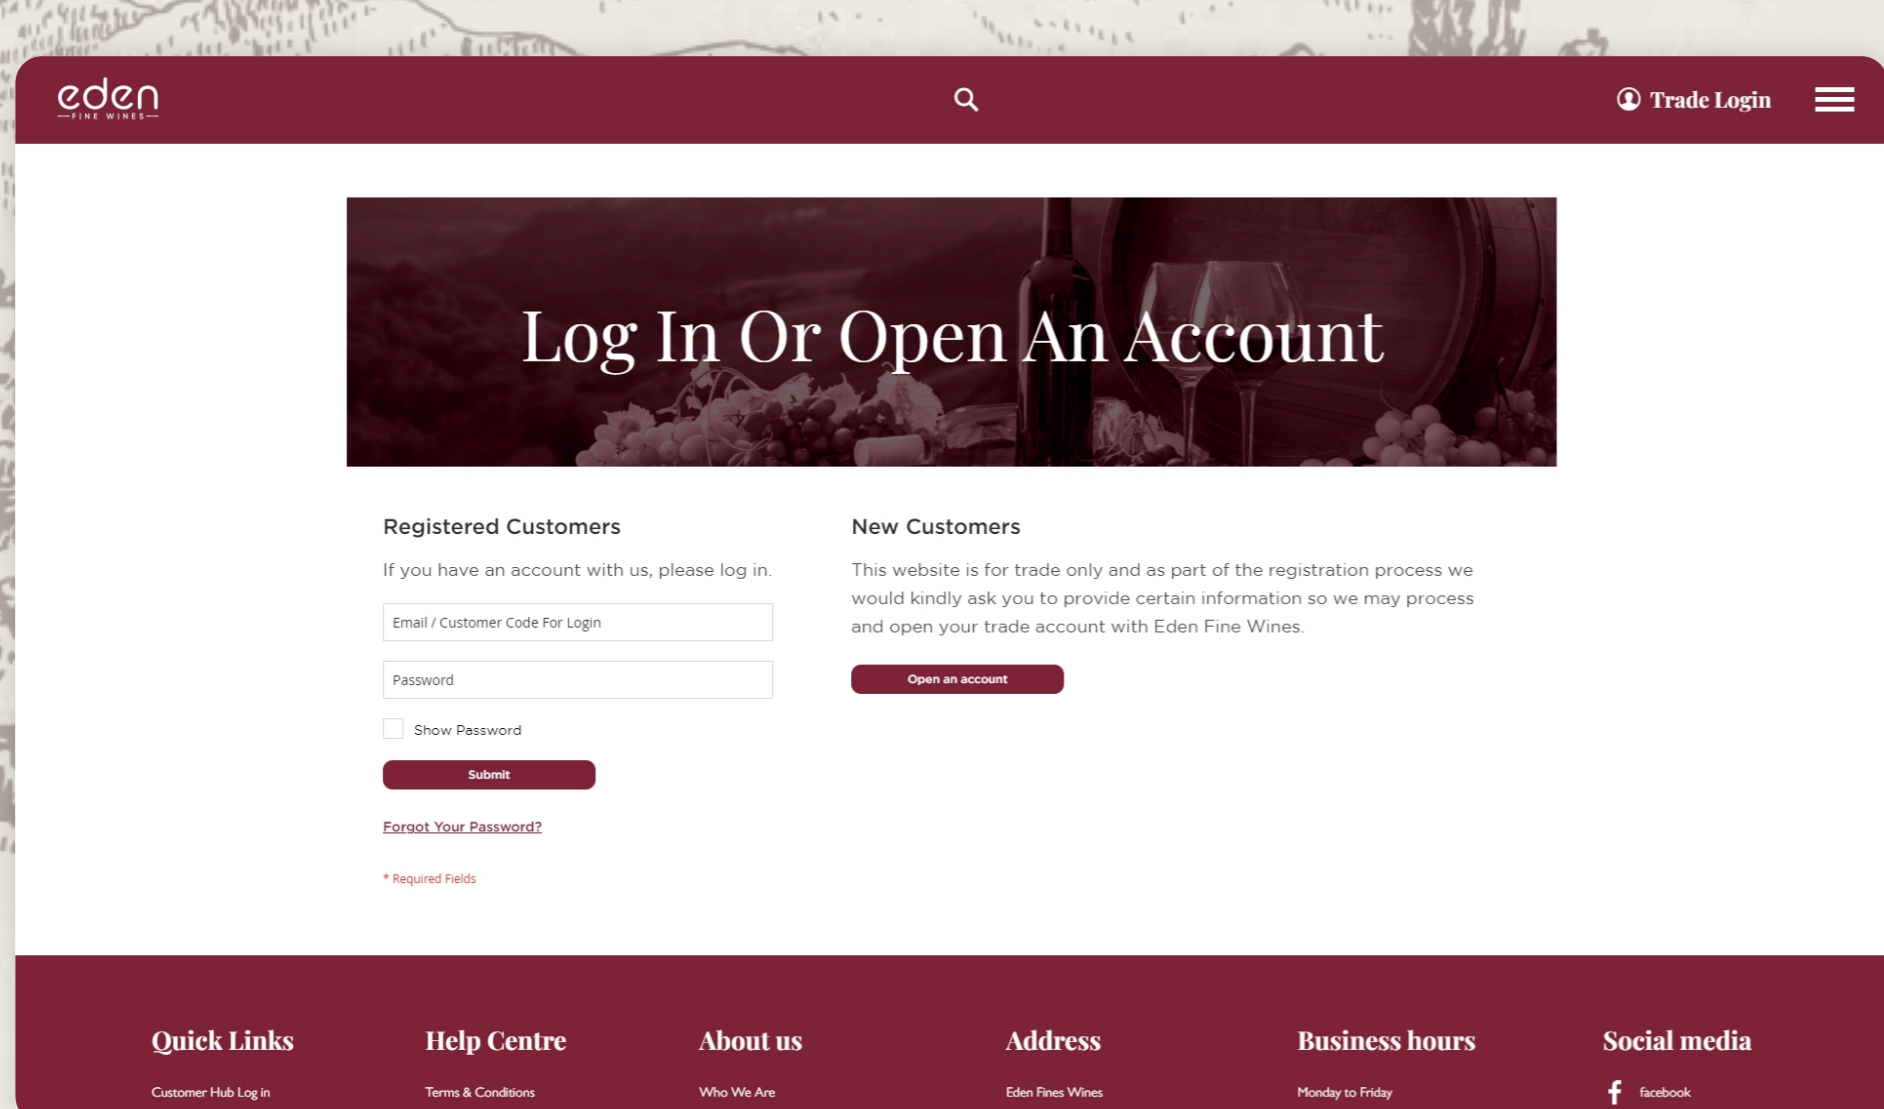 eden
FINE WINES
Trade Login
Log In Or Open An Account
Registered Customers
If you have an account with us, please log in.
Email / Customer Code For Login
Password
Show Password
Submit
Forgot Your Password?
* Required Fields
New Customers
This website is for trade only and as part of the registration process we
would kindly ask you to provide certain information so we may process
and open your trade account with Eden Fine Wines.
Open an account
Quick Links
Customer Hub Log in
Help Centre
Terms & Conditions
About us
Who We Are
Address
Eden Fines Wines
Business hours
Monday to Friday
Social media
facebook